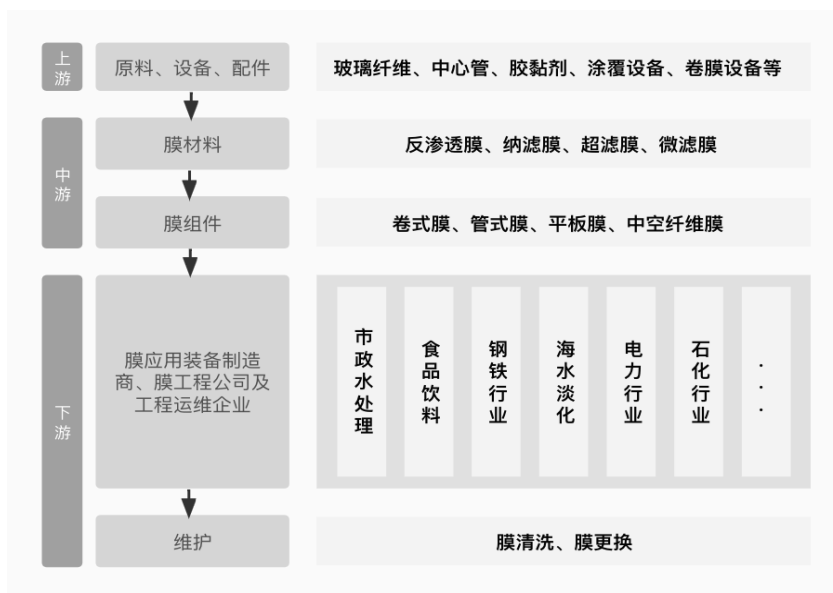 上游
原料、设备、配件
玻璃纤维、中心管、胶黏剂、涂覆设备、卷膜设备等
中游
膜材料
反渗透膜、纳滤膜、超滤膜、微滤膜
膜组件
卷式膜、管式膜、平板膜、中空纤维膜
下游
膜应用装备制造
商、膜工程公司及
工程运维企业
市政水处理
食品饮料
钢铁行业
海水淡化
电力行业
石化行业
...
维护
膜清洗、膜更换